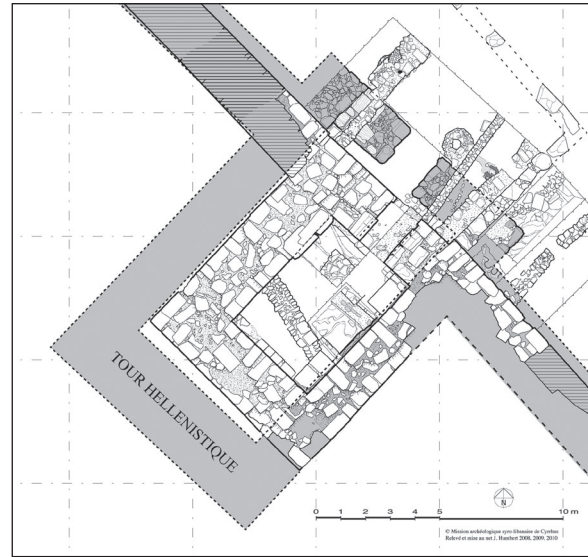 TOUR HELLENISTIQUE
N
0 1 2 3 4 5 10 m
© Mission archéologique syro-libanaise de Cyrrhus
Relevé et mise au net J. Humbert 2008, 2009, 2010